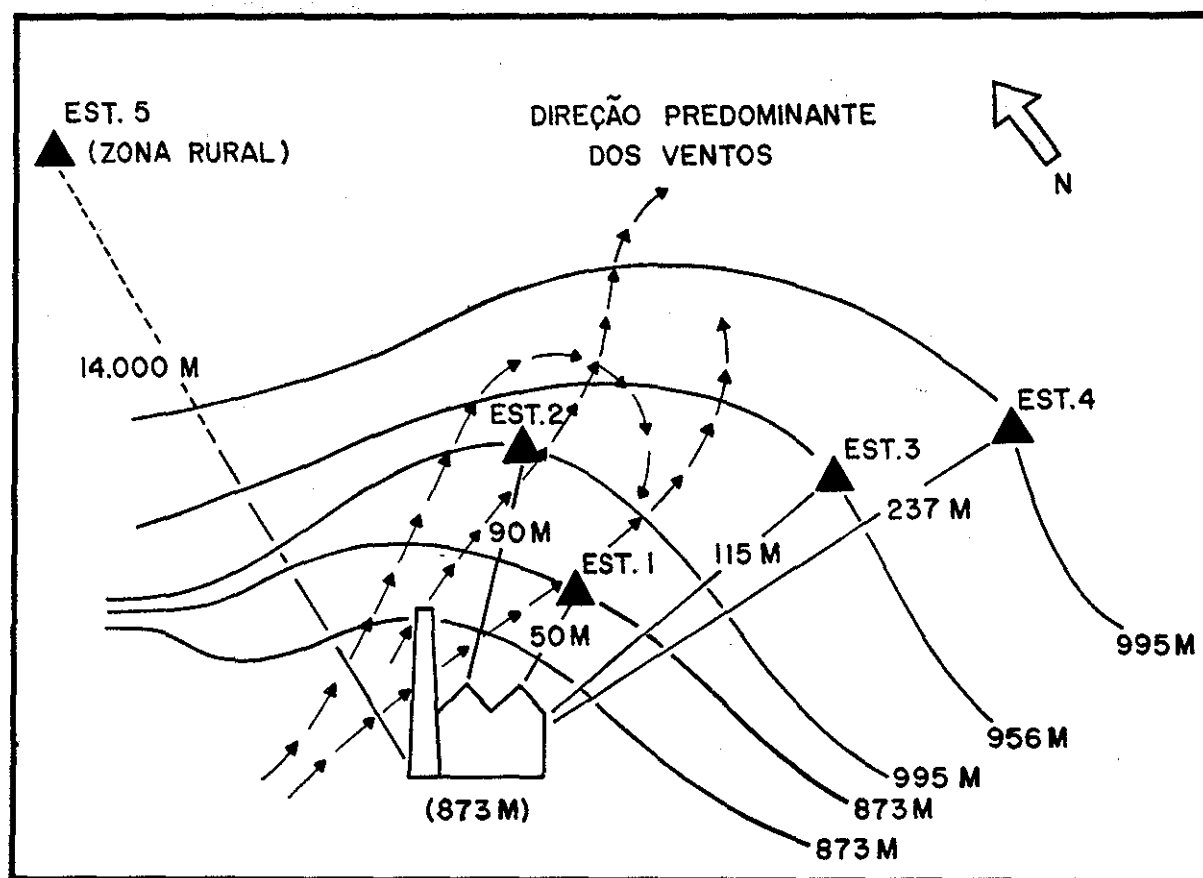 EST. 5
(ZONA RURAL)
DIREÇÃO PREDOMINANTE
DOS VENTOS
N
14.000 M
EST.2
EST.4
EST.3
90 M
237 M
115 M
EST. 1
50 M
995 M
956 M
995 M
(873 M)
873 M
873 M